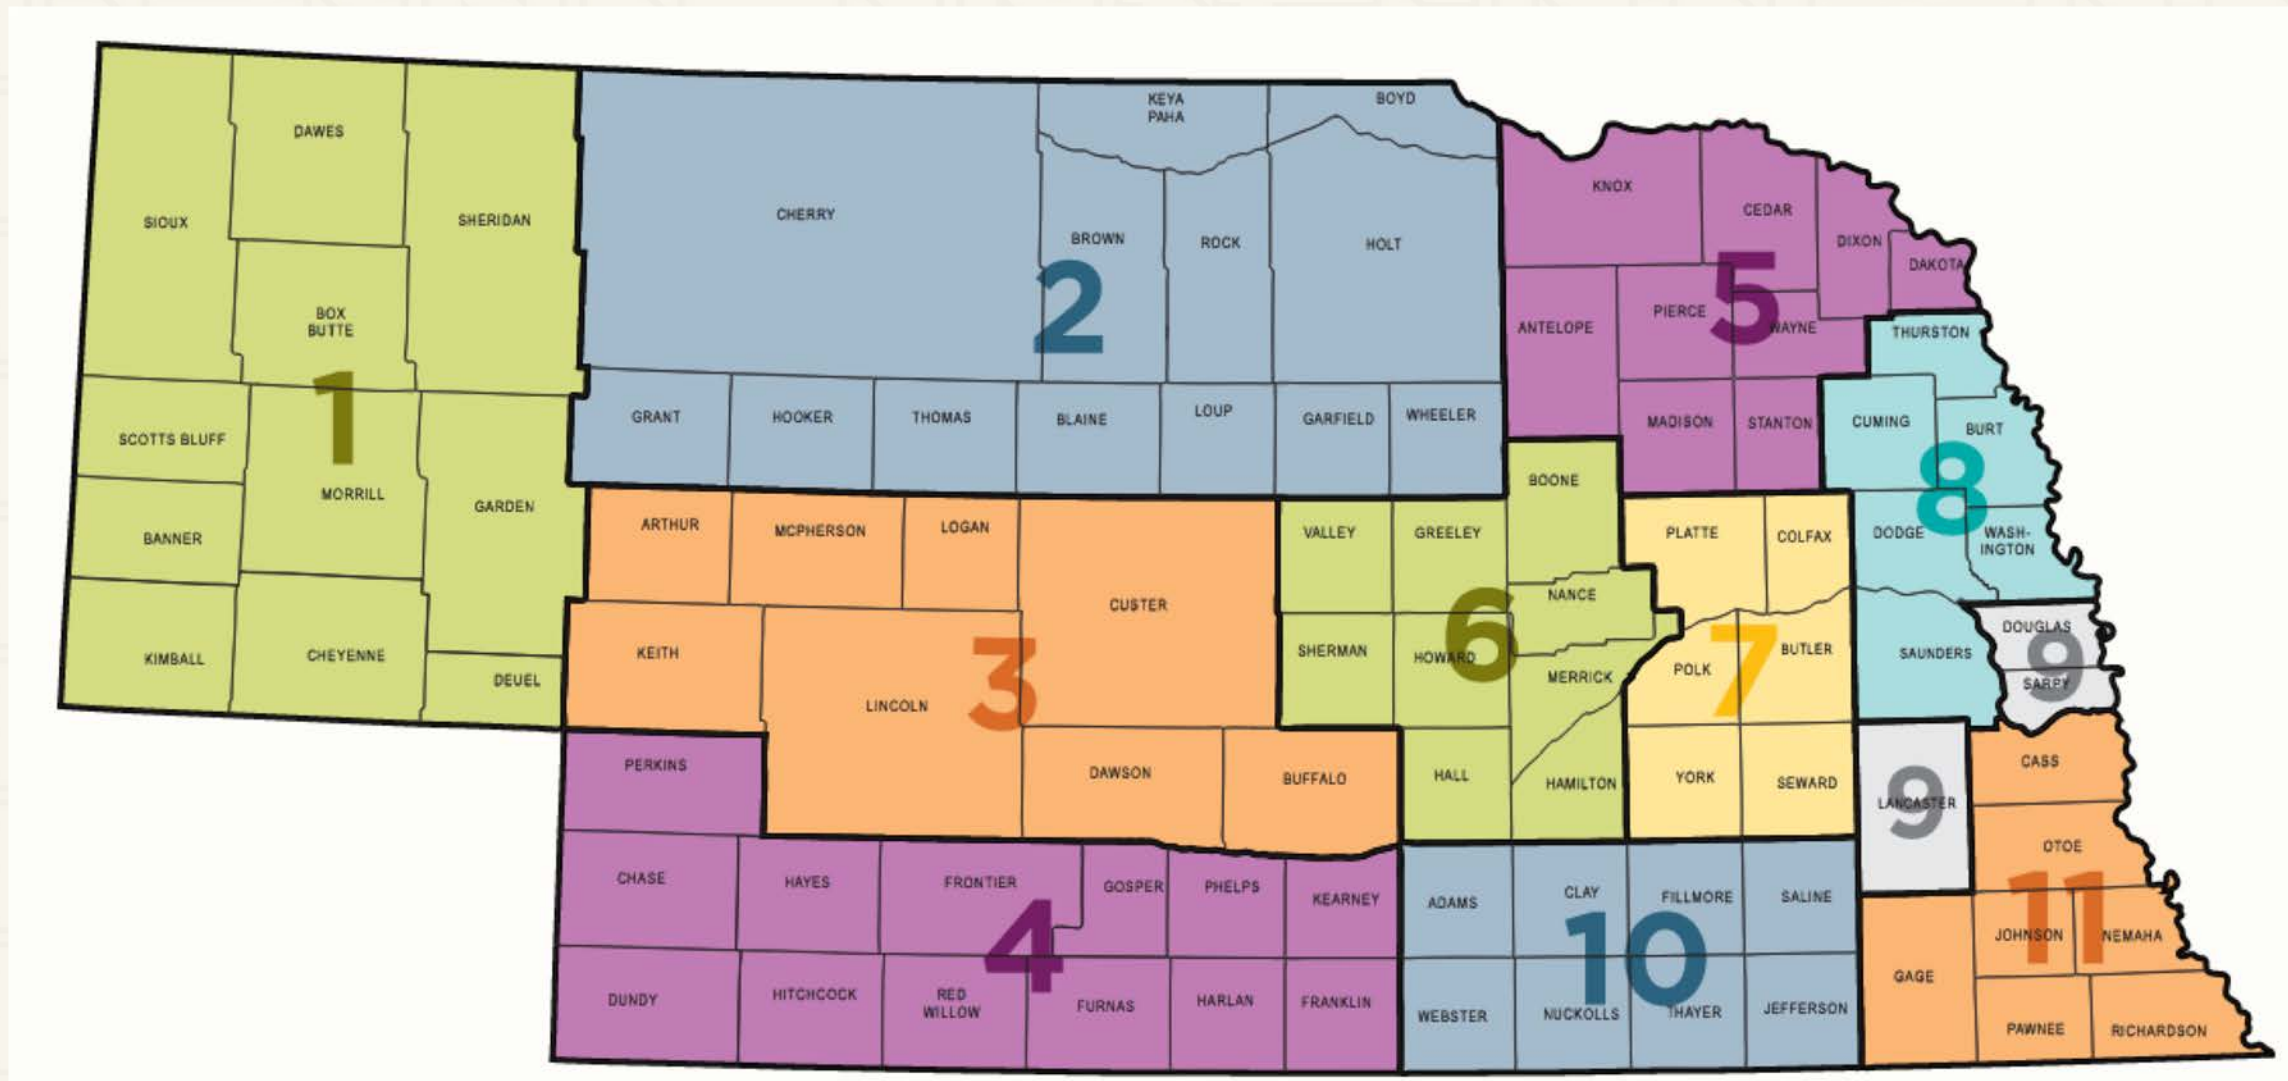 SIOUX
DAWES
SHERIDAN
BOX
BUTTE
1
SCOTTS BLUFF
MORRILL
GARDEN
BANNER
KIMBALL
CHEYENNE
DEUEL
CHERRY
KEYA
PAHA
BOYD
BROWN
ROCK
HOLT
2
GRANT
HOOKER
THOMAS
BLAINE
LOUP
GARFIELD
WHEELER
ARTHUR
MCPHERSON
LOGAN
CUSTER
KEITH
LINCOLN
3
DAWSON
BUFFALO
PERKINS
CHASE
HAYES
FRONTIER
GOSPER
PHELPS
KEARNEY
4
DUNDY
HITCHCOCK
RED
WILLOW
FURNAS
HARLAN
FRANKLIN
KNOX
CEDAR
DIXON
DAKOTA
5
ANTELOPE
PIERCE
WAYNE
MADISON
STANTON
BOONE
VALLEY
GREELEY
NANCE
6
SHERMAN
HOWARD
MERRICK
HALL
HAMILTON
PLATTE
COLFAX
7
POLK
BUTLER
YORK
SEWARD
THURSTON
CUMING
BURT
8
DODGE
WASH-
INGTON
SAUNDERS
DOUGLAS
9
SARPY
9
LANCASTER
ADAMS
CLAY
FILLMORE
SALINE
10
WEBSTER
NUCKOLLS
THAYER
JEFFERSON
CASS
OTOE
11
JOHNSON
NEMAHA
GAGE
PAWNEE
RICHARDSON